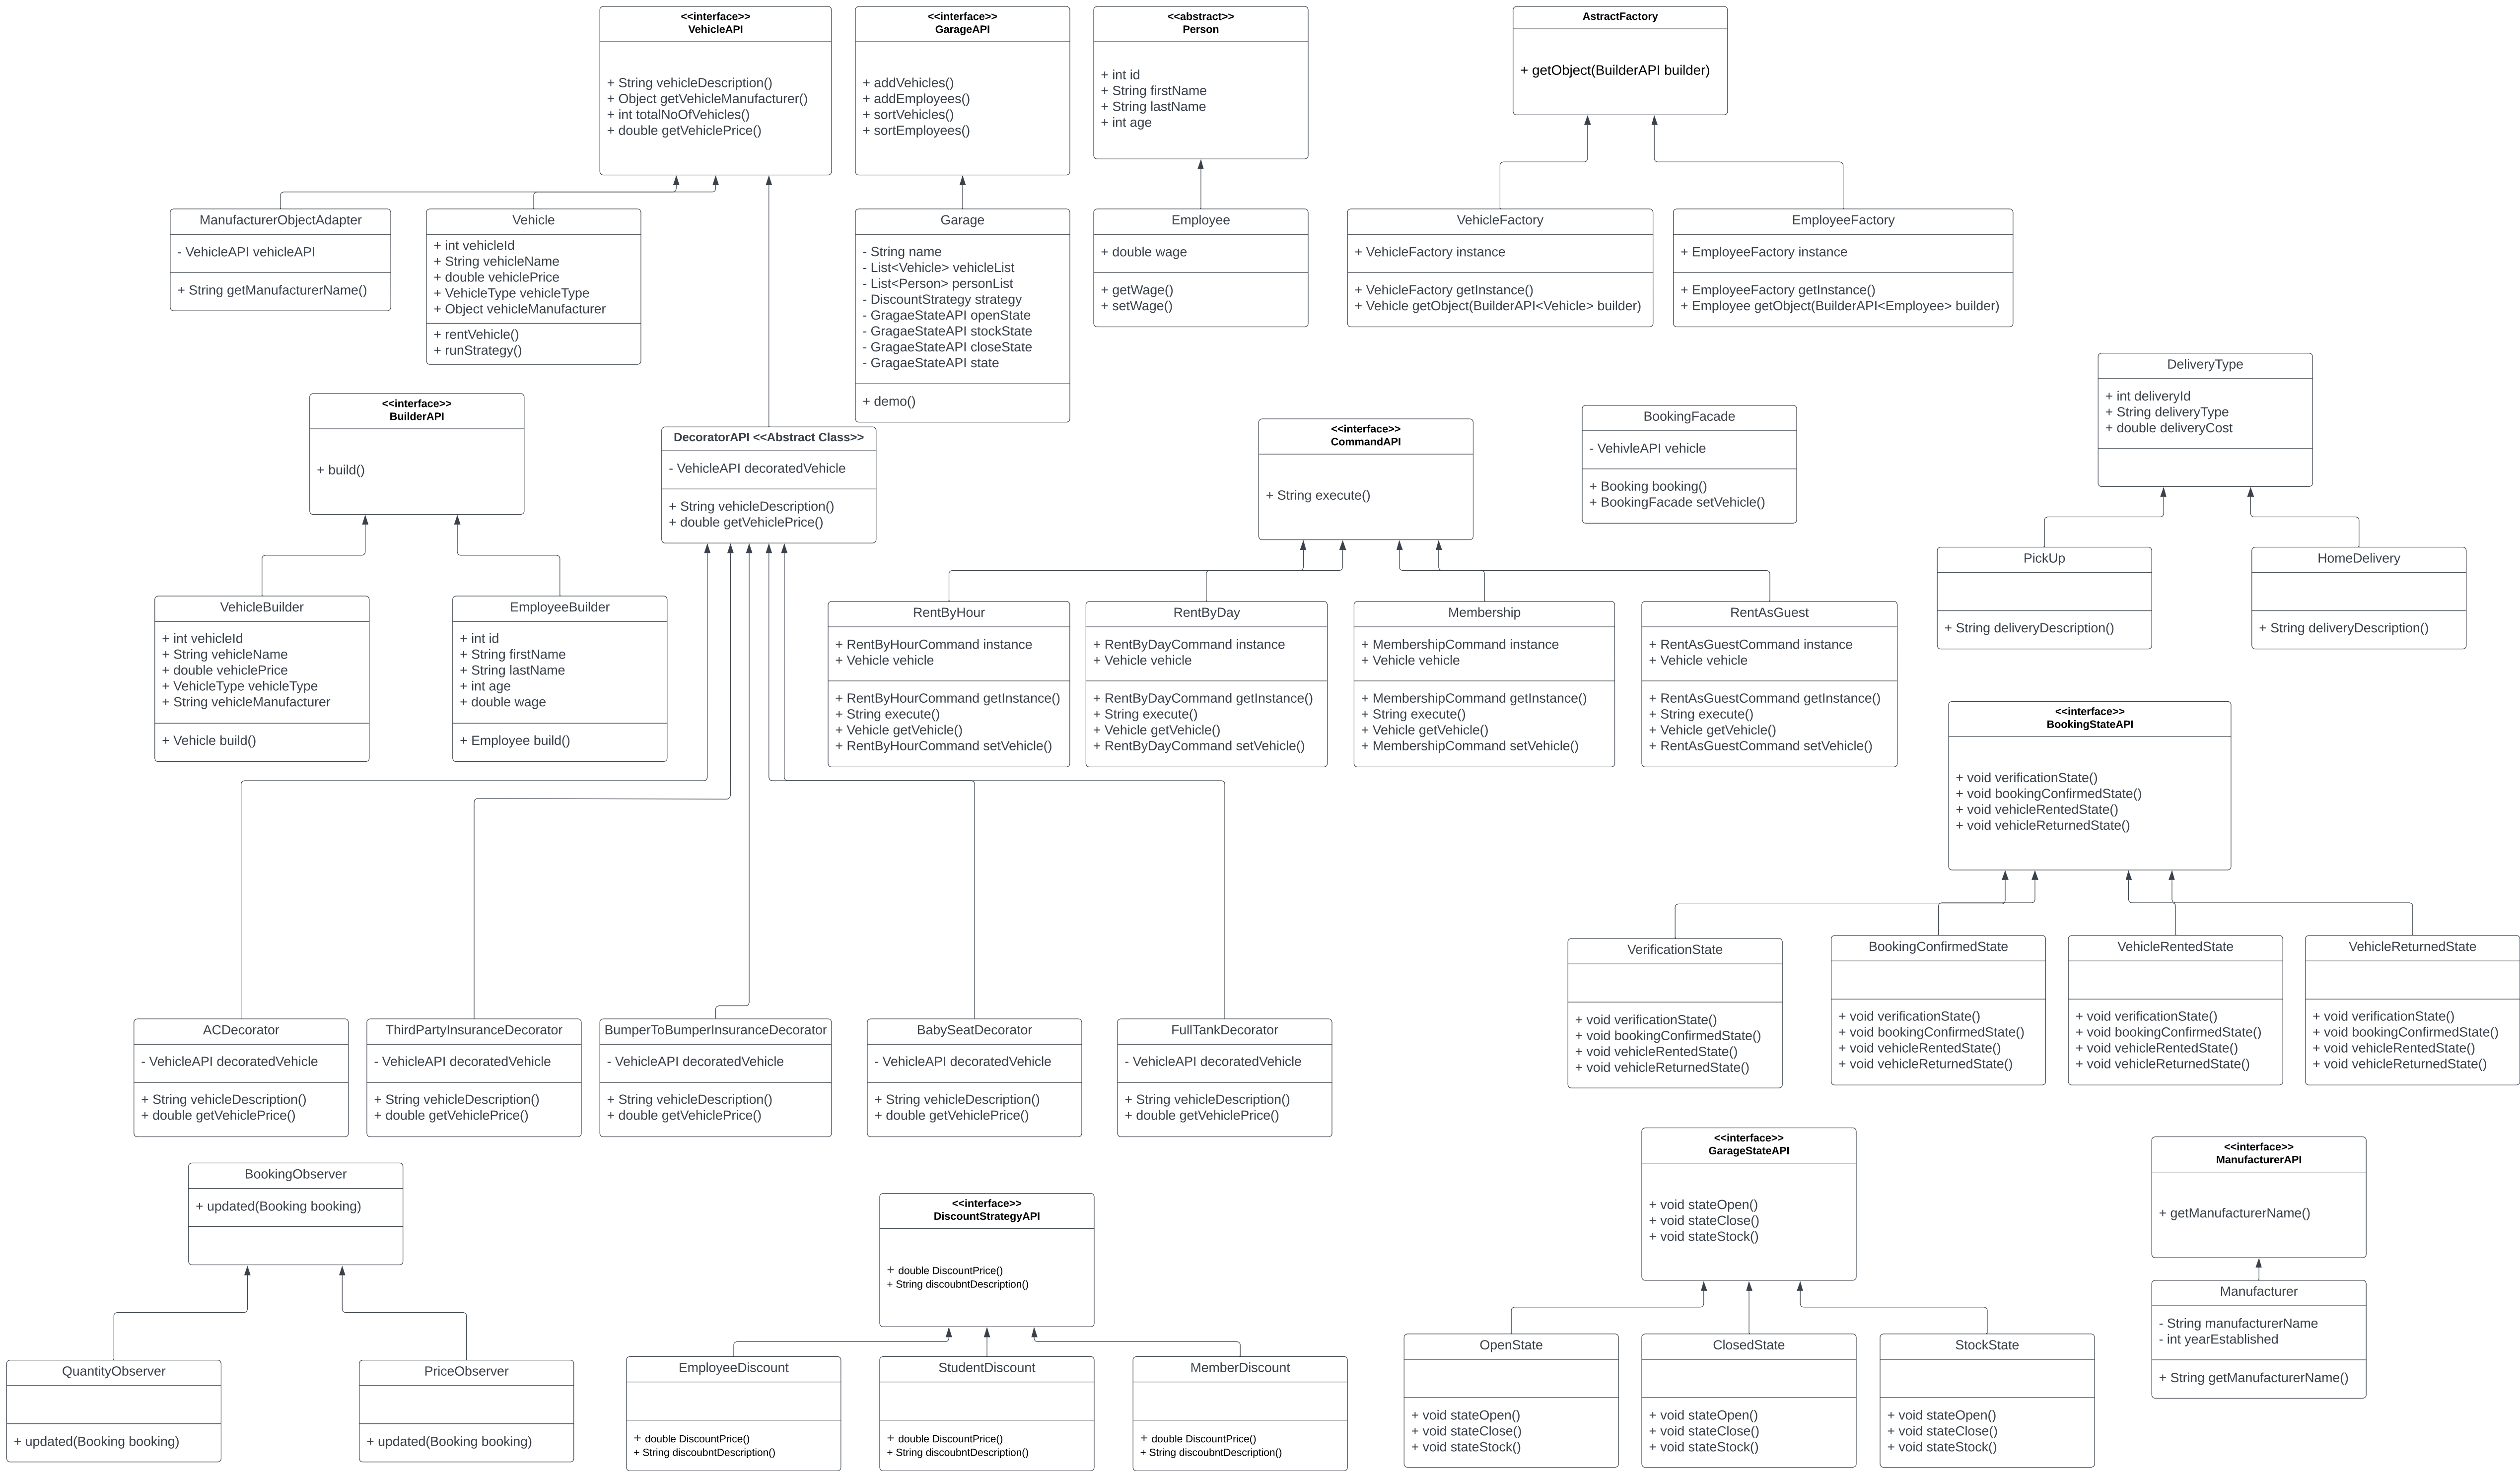 <<interface>>
VehicleAPI
+ String vehicleDescription()
+ Object getVehicleManufacturer()
+ int totalNoOfVehicles()
+ double getVehiclePrice()
<<interface>>
GarageAPI
+ addVehicles()
+ addEmployees()
+ sortVehicles()
+ sortEmployees()
<<abstract>>
Person
+ int id
+ String firstName
+ String lastName
+ int age
AstractFactory
+ getObject(BuilderAPI builder)
ManufacturerObjectAdapter
- VehicleAPI vehicleAPI
+ String getManufacturerName()
Vehicle
+ int vehicleId
+ String vehicleName
+ double vehiclePrice
+ VehicleType vehicleType
+ Object vehicleManufacturer
+ rentVehicle()
+ runStrategy()
Garage
- String name
- List<Vehicle> vehicleList
- List<Person> personList
- DiscountStrategy strategy
- GragaeStateAPI openState
- GragaeStateAPI stockState
- GragaeStateAPI closeState
- GragaeStateAPI state
+ demo()
Employee
+ double wage
+ getWage()
+ setWage()
VehicleFactory
+ VehicleFactory instance
+ VehicleFactory getInstance()
+ Vehicle getObject(BuilderAPI<Vehicle> builder)
EmployeeFactory
+ EmployeeFactory instance
+ EmployeeFactory getInstance()
+ Employee getObject(BuilderAPI<Employee> builder)
DeliveryType
+ int deliveryId
+ String deliveryType
+ double deliveryCost
<<interface>>
BuilderAPI
+ build()
DecoratorAPI <<Abstract Class>>
- VehicleAPI decoratedVehicle
+ String vehicleDescription()
+ double getVehiclePrice()
<<interface>>
CommandAPI
+ String execute()
BookingFacade
- VehivleAPI vehicle
+ Booking booking()
+ BookingFacade setVehicle()
PickUp
+ String deliveryDescription()
HomeDelivery
+ String deliveryDescription()
VehicleBuilder
+ int vehicleId
+ String vehicleName
+ double vehiclePrice
+ VehicleType vehicleType
+ String vehicleManufacturer
+ Vehicle build()
EmployeeBuilder
+ int id
+ String firstName
+ String lastName
+ int age
+ double wage
+ Employee build()
RentByHour
+ RentByHourCommand instance
+ Vehicle vehicle
+ RentByHourCommand getInstance()
+ String execute()
+ Vehicle getVehicle()
+ RentByHourCommand setVehicle()
RentByDay
+ RentByDayCommand instance
+ Vehicle vehicle
+ RentByDayCommand getInstance()
+ String execute()
+ Vehicle getVehicle()
+ RentByDayCommand setVehicle()
Membership
+ MembershipCommand instance
+ Vehicle vehicle
+ MembershipCommand getInstance()
+ String execute()
+ Vehicle getVehicle()
+ MembershipCommand setVehicle()
RentAsGuest
+ RentAsGuestCommand instance
+ Vehicle vehicle
+ RentAsGuestCommand getInstance()
+ String execute()
+ Vehicle getVehicle()
+ RentAsGuestCommand setVehicle()
<<interface>>
BookingStateAPI
+ void verificationState()
+ void bookingConfirmedState()
+ void vehicleRentedState()
+ void vehicleReturnedState()
VerificationState
+ void verificationState()
+ void bookingConfirmedState()
+ void vehicleRentedState()
+ void vehicleReturnedState()
BookingConfirmedState
+ void verificationState()
+ void bookingConfirmedState()
+ void vehicleRentedState()
+ void vehicleReturnedState()
VehicleRentedState
+ void verificationState()
+ void bookingConfirmedState()
+ void vehicleRentedState()
+ void vehicleReturnedState()
VehicleReturnedState
+ void verificationState()
+ void bookingConfirmedState()
+ void vehicleRentedState()
+ void vehicleReturnedState()
ACDecorator
- VehicleAPI decoratedVehicle
+ String vehicleDescription()
+ double getVehiclePrice()
ThirdPartyInsuranceDecorator
- VehicleAPI decoratedVehicle
+ String vehicleDescription()
+ double getVehiclePrice()
BumperToBumperInsuranceDecorator
- VehicleAPI decoratedVehicle
+ String vehicleDescription()
+ double getVehiclePrice()
BabySeatDecorator
- VehicleAPI decoratedVehicle
+ String vehicleDescription()
+ double getVehiclePrice()
FullTankDecorator
- VehicleAPI decoratedVehicle
+ String vehicleDescription()
+ double getVehiclePrice()
BookingObserver
+ updated(Booking booking)
<<interface>>
DiscountStrategyAPI
+ double DiscountPrice()
+ String discoubntDescription()
<<interface>>
GarageStateAPI
+ void stateOpen()
+ void stateClose()
+ void stateStock()
<<interface>>
ManufacturerAPI
+ getManufacturerName()
Manufacturer
- String manufacturerName
- int yearEstablished
+ String getManufacturerName()
QuantityObserver
+ updated(Booking booking)
PriceObserver
+ updated(Booking booking)
EmployeeDiscount
+ double DiscountPrice()
+ String discoubntDescription()
StudentDiscount
+ double DiscountPrice()
+ String discoubntDescription()
MemberDiscount
+ double DiscountPrice()
+ String discoubntDescription()
OpenState
+ void stateOpen()
+ void stateClose()
+ void stateStock()
ClosedState
+ void stateOpen()
+ void stateClose()
+ void stateStock()
StockState
+ void stateOpen()
+ void stateClose()
+ void stateStock()